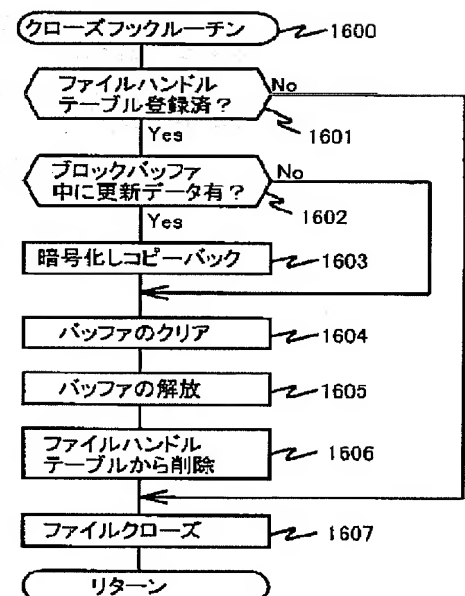 クローズフックルーチン
1600
ファイルハンドル
テーブル登録済？
No
1601
Yes
ブロックバッファ
中に更新データ有？
No
1602
Yes
暗号化しコピーバック
1603
バッファのクリア
1604
バッファの解放
1605
ファイルハンドル
テーブルから削除
1606
ファイルクローズ
1607
リターン